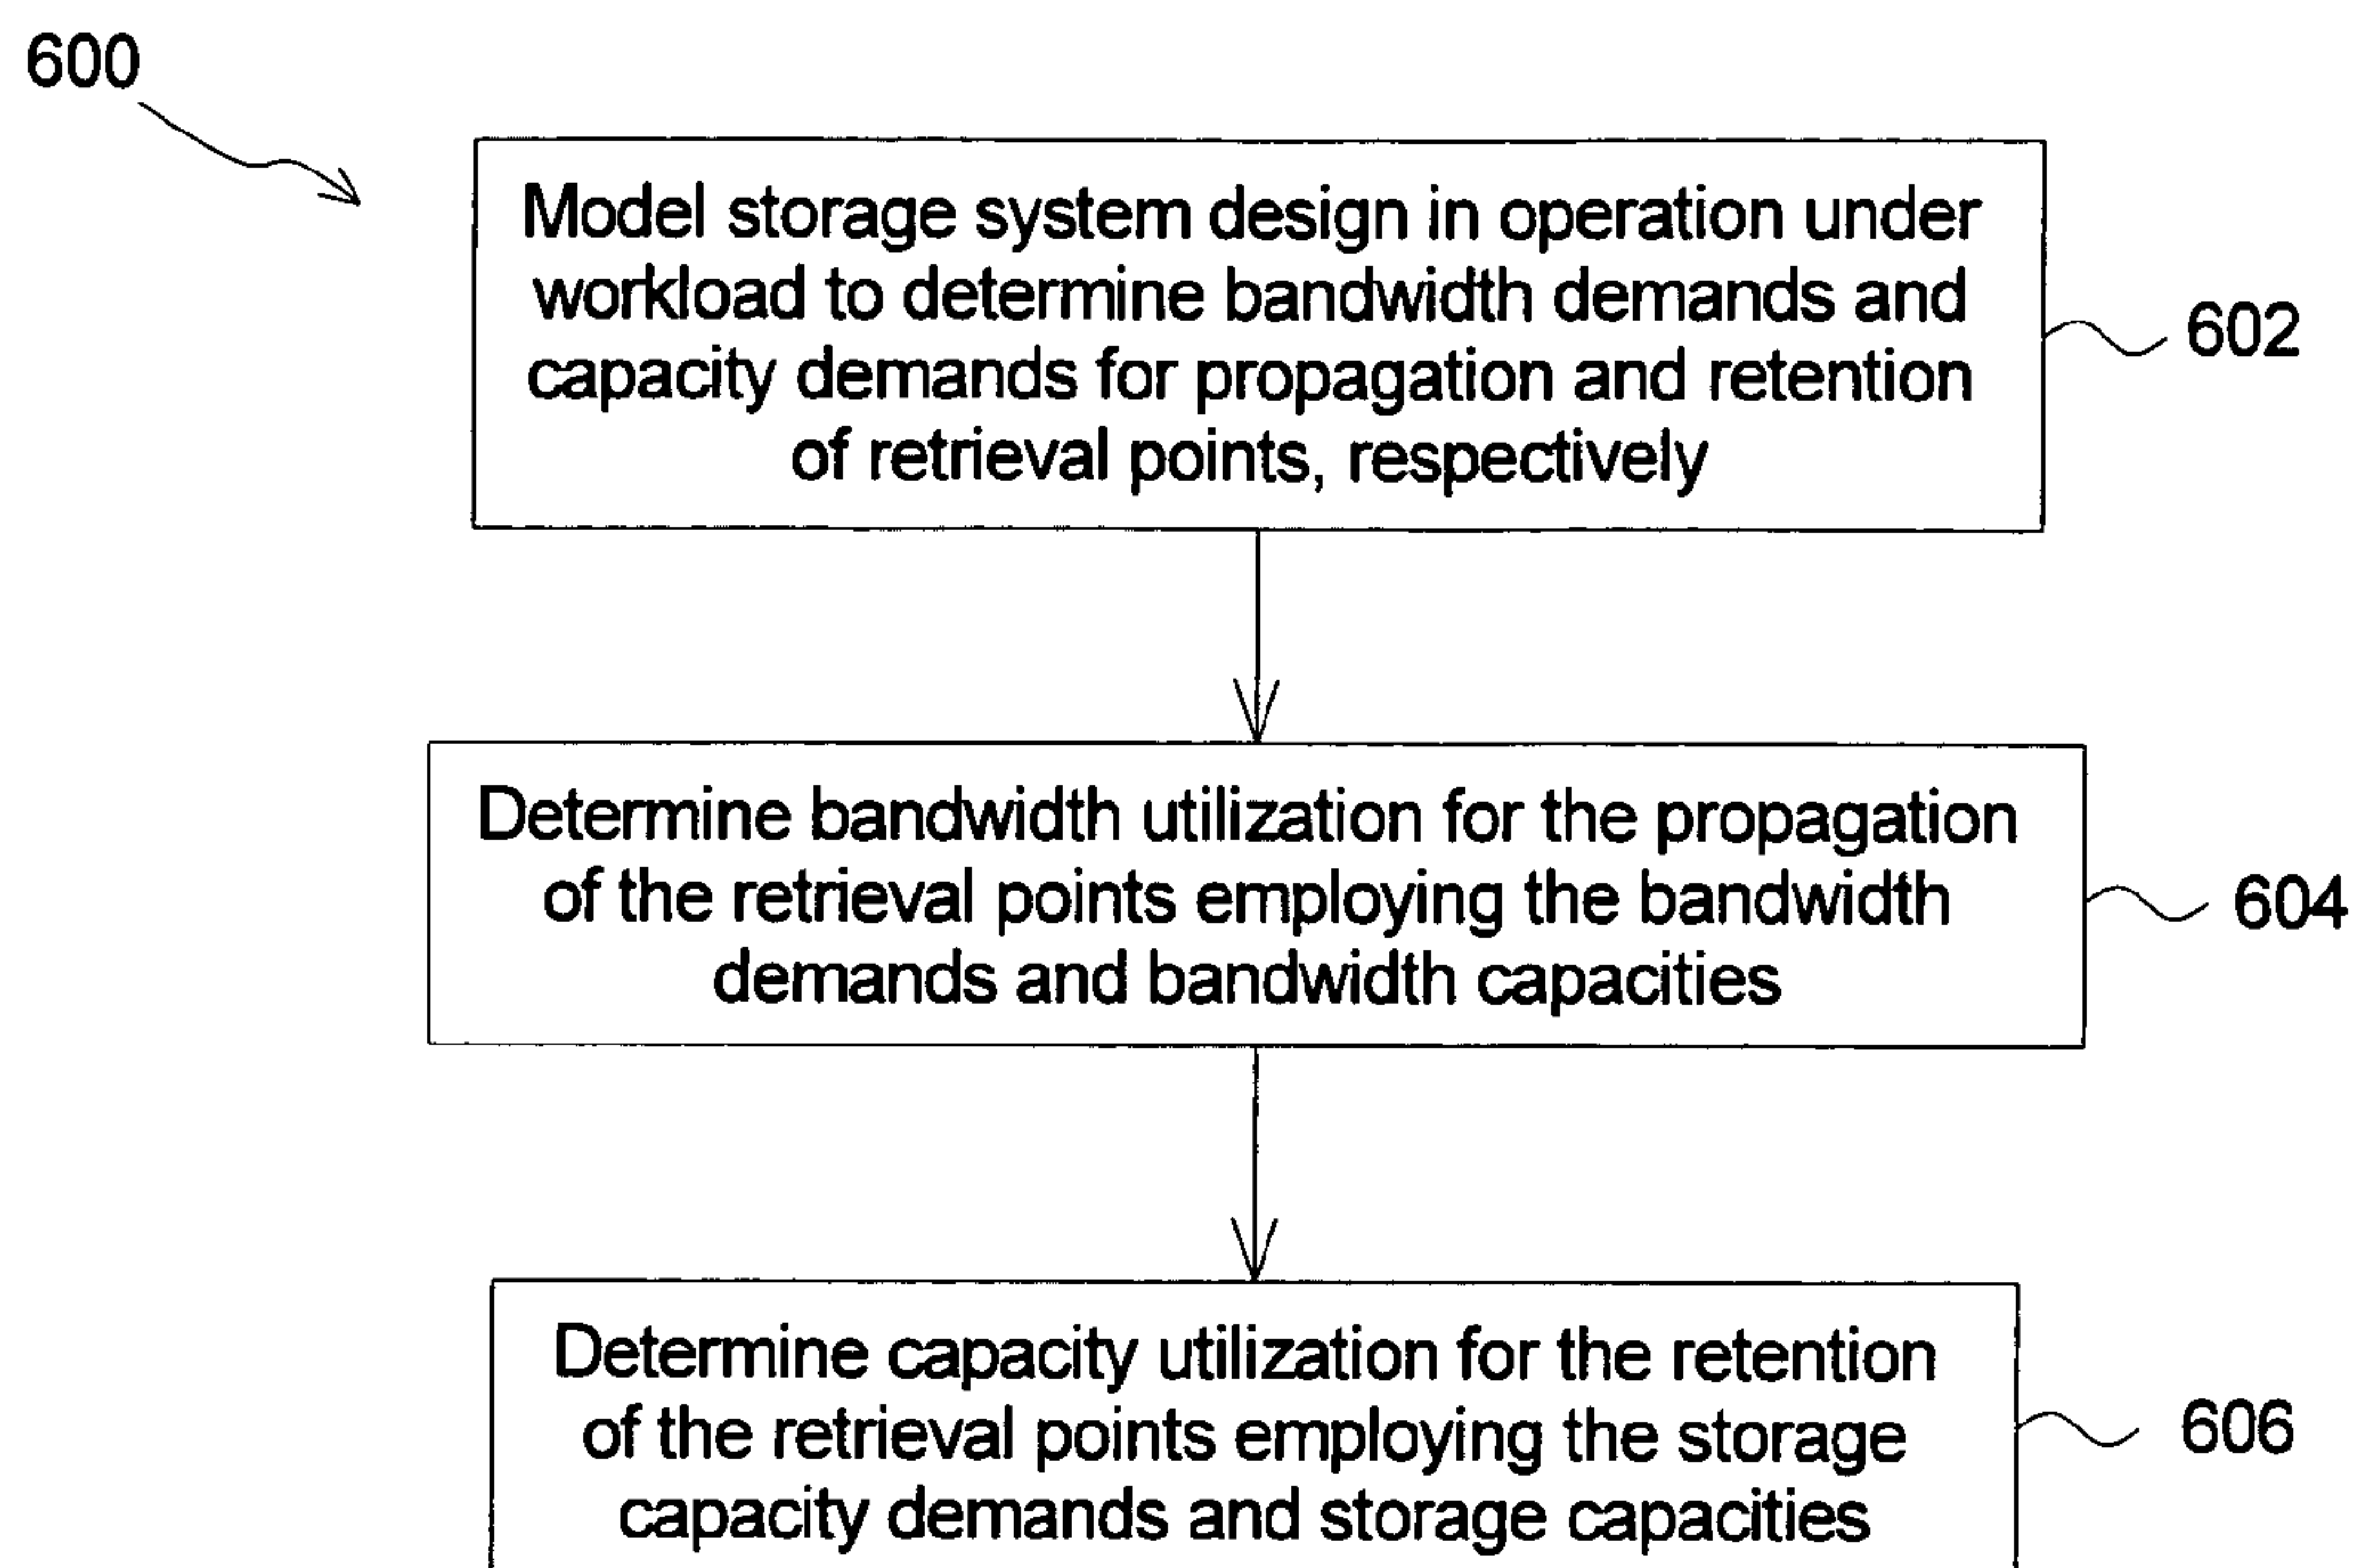 600
Model storage system design in operation under
workload to determine bandwidth demands and
capacity demands for propagation and retention
of retrieval points, respectively
602
Determine bandwidth utilization for the propagation
of the retrieval points employing the bandwidth
demands and bandwidth capacities
604
Determine capacity utilization for the retention
of the retrieval points employing the storage
capacity demands and storage capacities
606